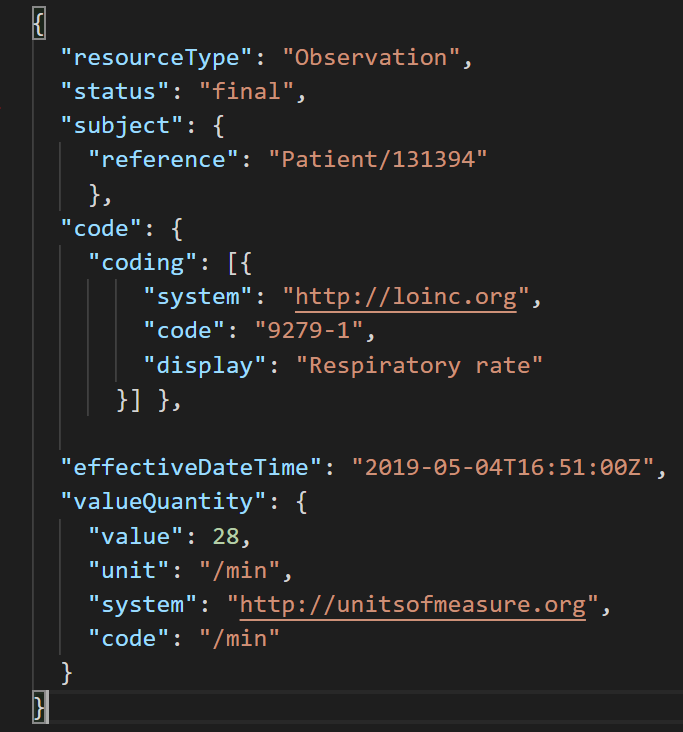 {
"resourceType": "Observation",
"status": "final",
"subject": {
"reference": "Patient/131394"
},
"code": {
"coding": [{
"system": "http://loinc.org",
"code": "9279-1",
"display": "Respiratory rate"
}] },
"effectiveDateTime": "2019-05-04T16:51:00Z",
"valueQuantity": {
"value": 28,
"unit": "/min",
"system": "http://unitsofmeasure.org",
"code": "/min"
}
}